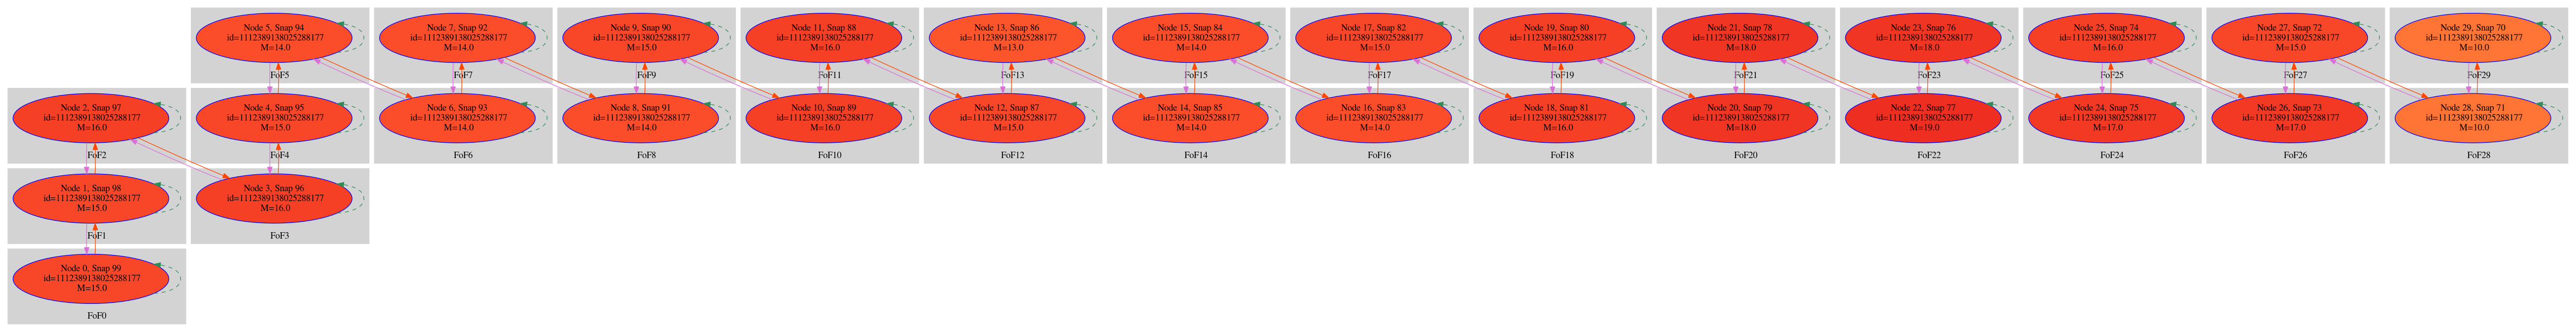 Node 5, Snap 94
id=1112389138025288177
M=14.0
FoF5
Node 7, Snap 92
id=1112389138025288177
M=14.0
FoF7
Node 9, Snap 90
id=1112389138025288177
M=15.0
FoF9
Node 11, Snap 88
id=1112389138025288177
M=16.0
FoF11
Node 13, Snap 86
id=1112389138025288177
M=13.0
FoF13
Node 15, Snap 84
id=1112389138025288177
M=14.0
FoF15
Node 17, Snap 82
id=1112389138025288177
M=15.0
FoF17
Node 19, Snap 80
id=1112389138025288177
M=16.0
FoF19
Node 21, Snap 78
id=1112389138025288177
M=18.0
FoF21
Node 23, Snap 76
id=1112389138025288177
M=18.0
FoF23
Node 25, Snap 74
id=1112389138025288177
M=16.0
FoF25
Node 27, Snap 72
id=1112389138025288177
M=15.0
FoF27
Node 29, Snap 70
id=1112389138025288177
M=10.0
FoF29
Node 2, Snap 97
id=1112389138025288177
M=16.0
FoF2
Node 4, Snap 95
id=1112389138025288177
M=15.0
FoF4
Node 6, Snap 93
id=1112389138025288177
M=14.0
FoF6
Node 8, Snap 91
id=1112389138025288177
M=14.0
FoF8
Node 10, Snap 89
id=1112389138025288177
M=16.0
FoF10
Node 12, Snap 87
id=1112389138025288177
M=15.0
FoF12
Node 14, Snap 85
id=1112389138025288177
M=14.0
FoF14
Node 16, Snap 83
id=1112389138025288177
M=14.0
FoF16
Node 18, Snap 81
id=1112389138025288177
M=16.0
FoF18
Node 20, Snap 79
id=1112389138025288177
M=18.0
FoF20
Node 22, Snap 77
id=1112389138025288177
M=19.0
FoF22
Node 24, Snap 75
id=1112389138025288177
M=17.0
FoF24
Node 26, Snap 73
id=1112389138025288177
M=17.0
FoF26
Node 28, Snap 71
id=1112389138025288177
M=10.0
FoF28
Node 1, Snap 98
id=1112389138025288177
M=15.0
FoF1
Node 3, Snap 96
id=1112389138025288177
M=16.0
FoF3
Node 0, Snap 99
id=1112389138025288177
M=15.0
FoF0